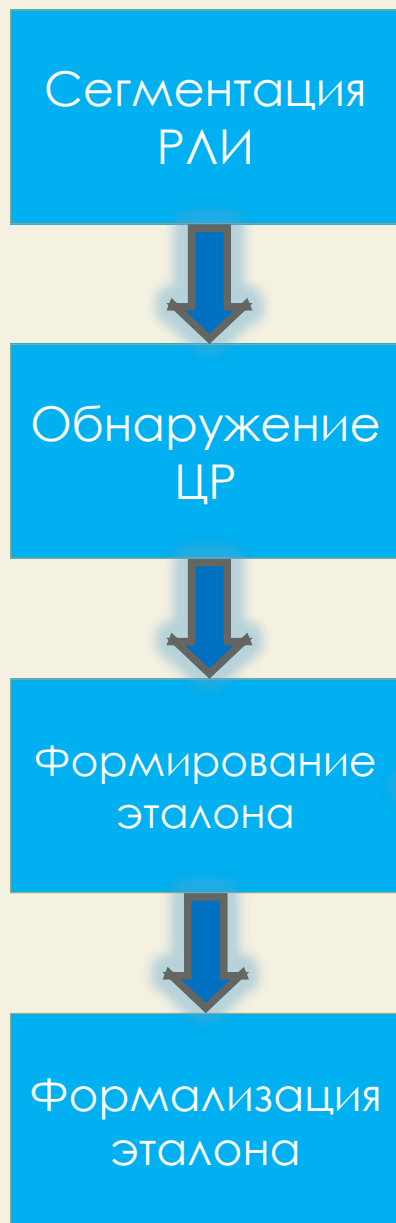 Сегментация
РЛИ
Обнаружение
ЦР
Формирование
эталона
Формализация
эталона